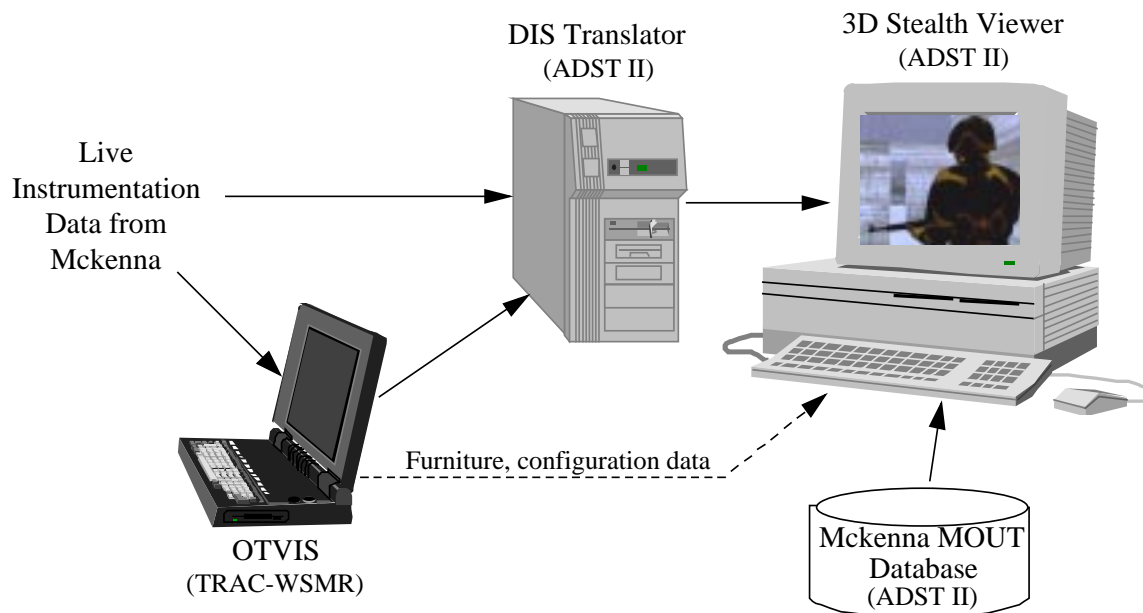 DIS Translator
(ADST II)
3D Stealth Viewer
(ADST II)
Live
Instrumentation
Data from
Mckenna
Furniture, configuration data
OTVIS
(TRAC-WSMR)
Mckenna MOUT
Database
(ADST II)